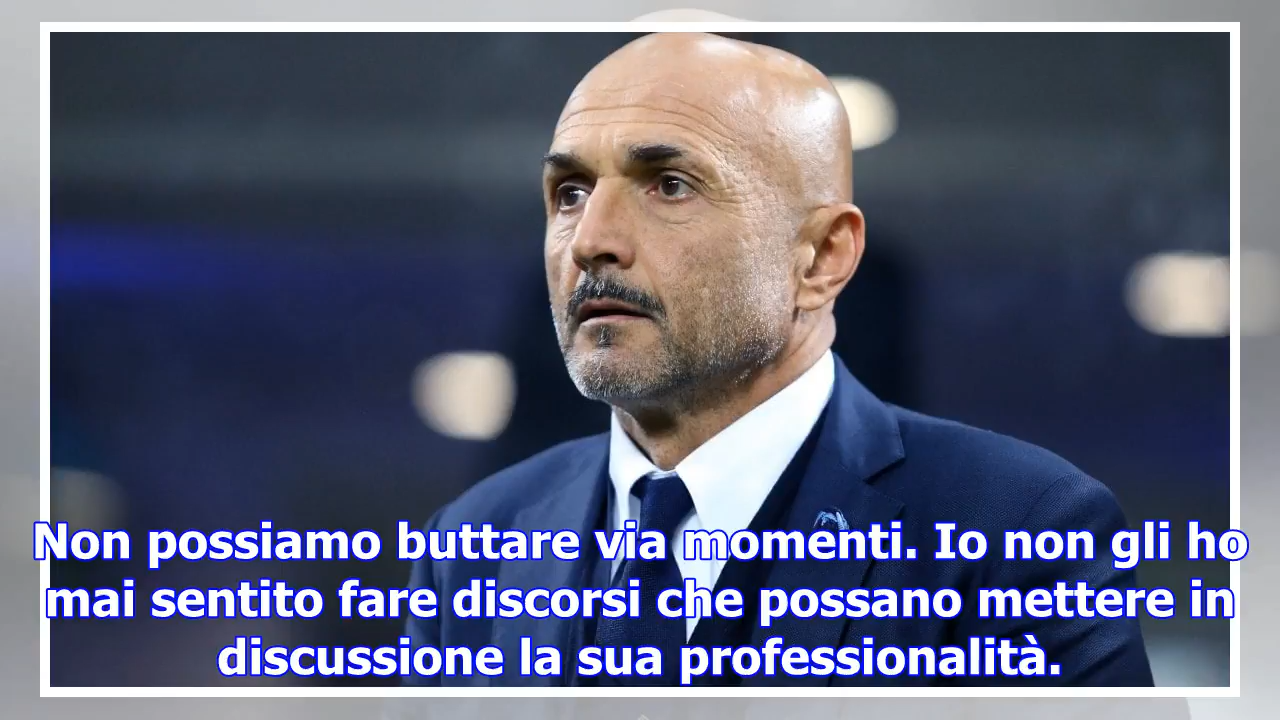 Non possiamo buttare via momenti. Io non gli ho
mai sentito fare discorsi che possano mettere in
discussione la sua professionalità.